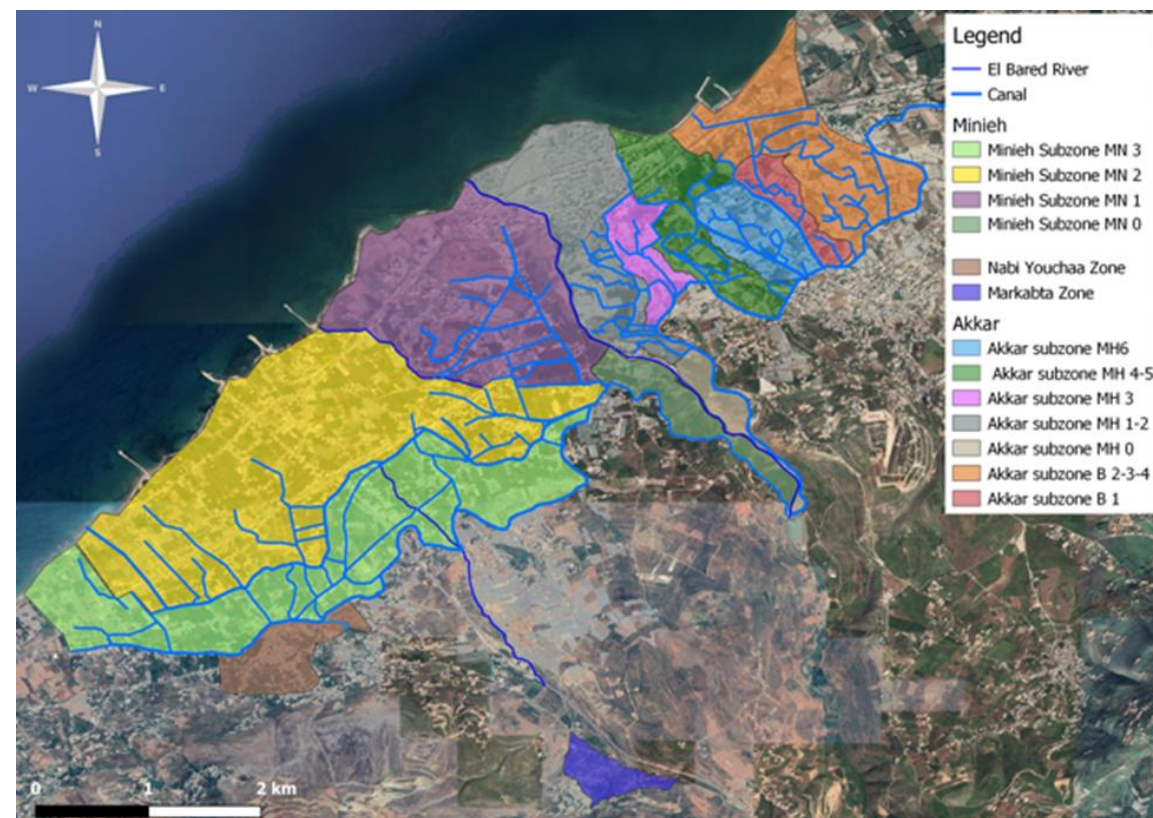 N
W
E
S
Legend
El Bared River
Canal
Minieh
Minieh Subzone MN 3
Minieh Subzone MN 2
Minieh Subzone MN 1
Minieh Subzone MN 0
Nabi Youchaa Zone
Markabta Zone
Akkar
Akkar subzone MH6
Akkar subzone MH 4-5
Akkar subzone MH 3
Akkar subzone MH 1-2
Akkar subzone MH 0
Akkar subzone B 2-3-4
Akkar subzone B 1
0 1 2 km